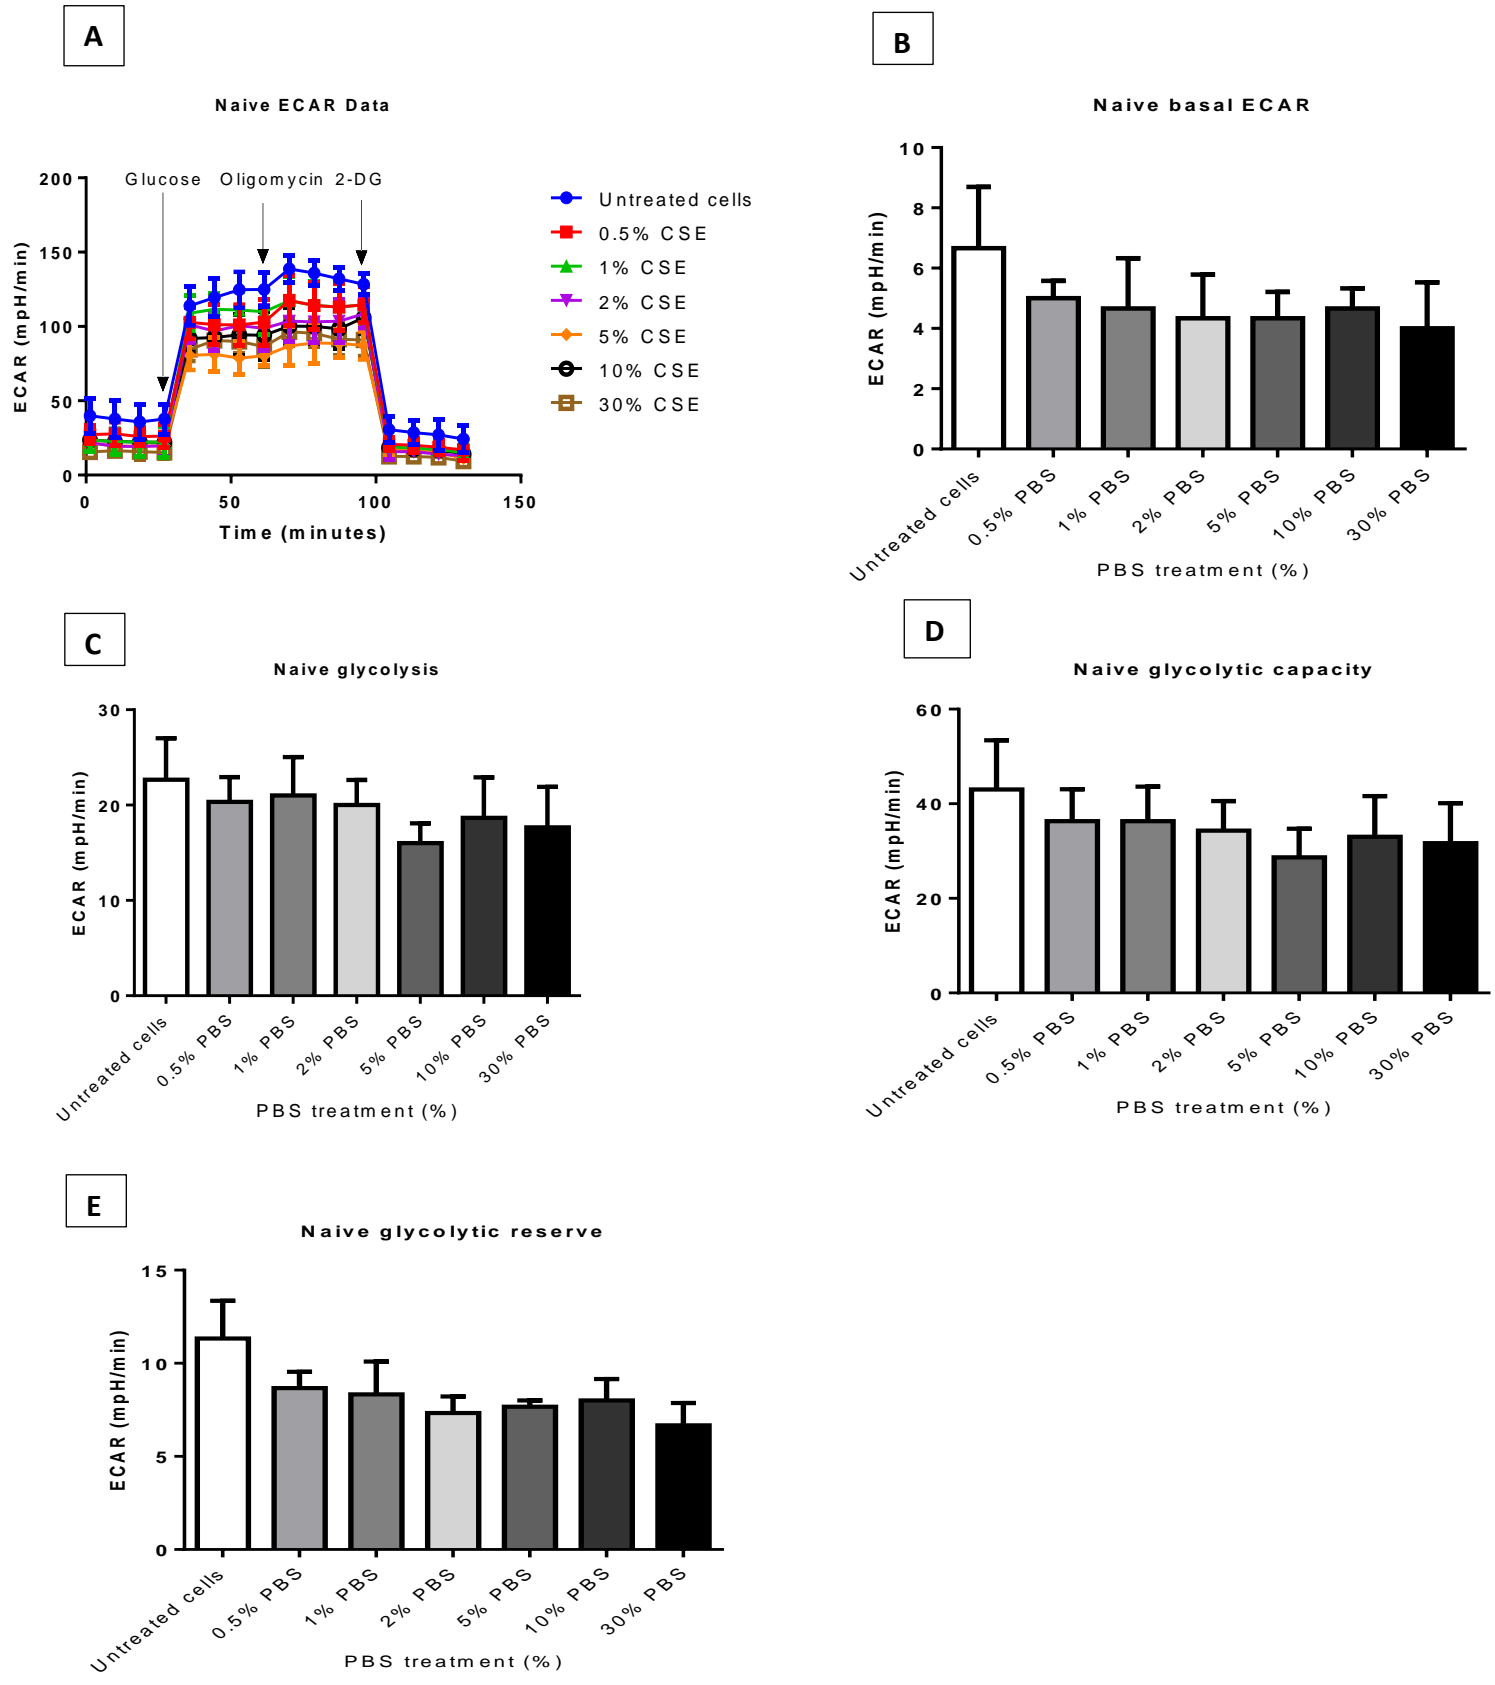 A
Naive ECAR Data
Glucose Oligomycin 2-DG
200
150
100
50
0
ECAR (mpH/min)
0 50 100 150
Time (minutes)
Untreated cells
0.5% CSE
1% CSE
2% CSE
5% CSE
10% CSE
30% CSE
B
Naive basal ECAR
10
8
6
4
2
0
ECAR (mpH/min)
Untreated cells
0.5% PBS
1% PBS
2% PBS
5% PBS
10% PBS
30% PBS
PBS treatment (%)
C
Naive glycolysis
30
20
10
0
ECAR (mpH/min)
Untreated cells
0.5% PBS
1% PBS
2% PBS
5% PBS
10% PBS
30% PBS
PBS treatment (%)
D
Naive glycolytic capacity
60
40
20
0
ECAR (mpH/min)
Untreated cells
0.5% PBS
1% PBS
2% PBS
5% PBS
10% PBS
30% PBS
PBS treatment (%)
E
Naive glycolytic reserve
15
10
5
0
ECAR (mpH/min)
Untreated cells
0.5% PBS
1% PBS
2% PBS
5% PBS
10% PBS
30% PBS
PBS treatment (%)